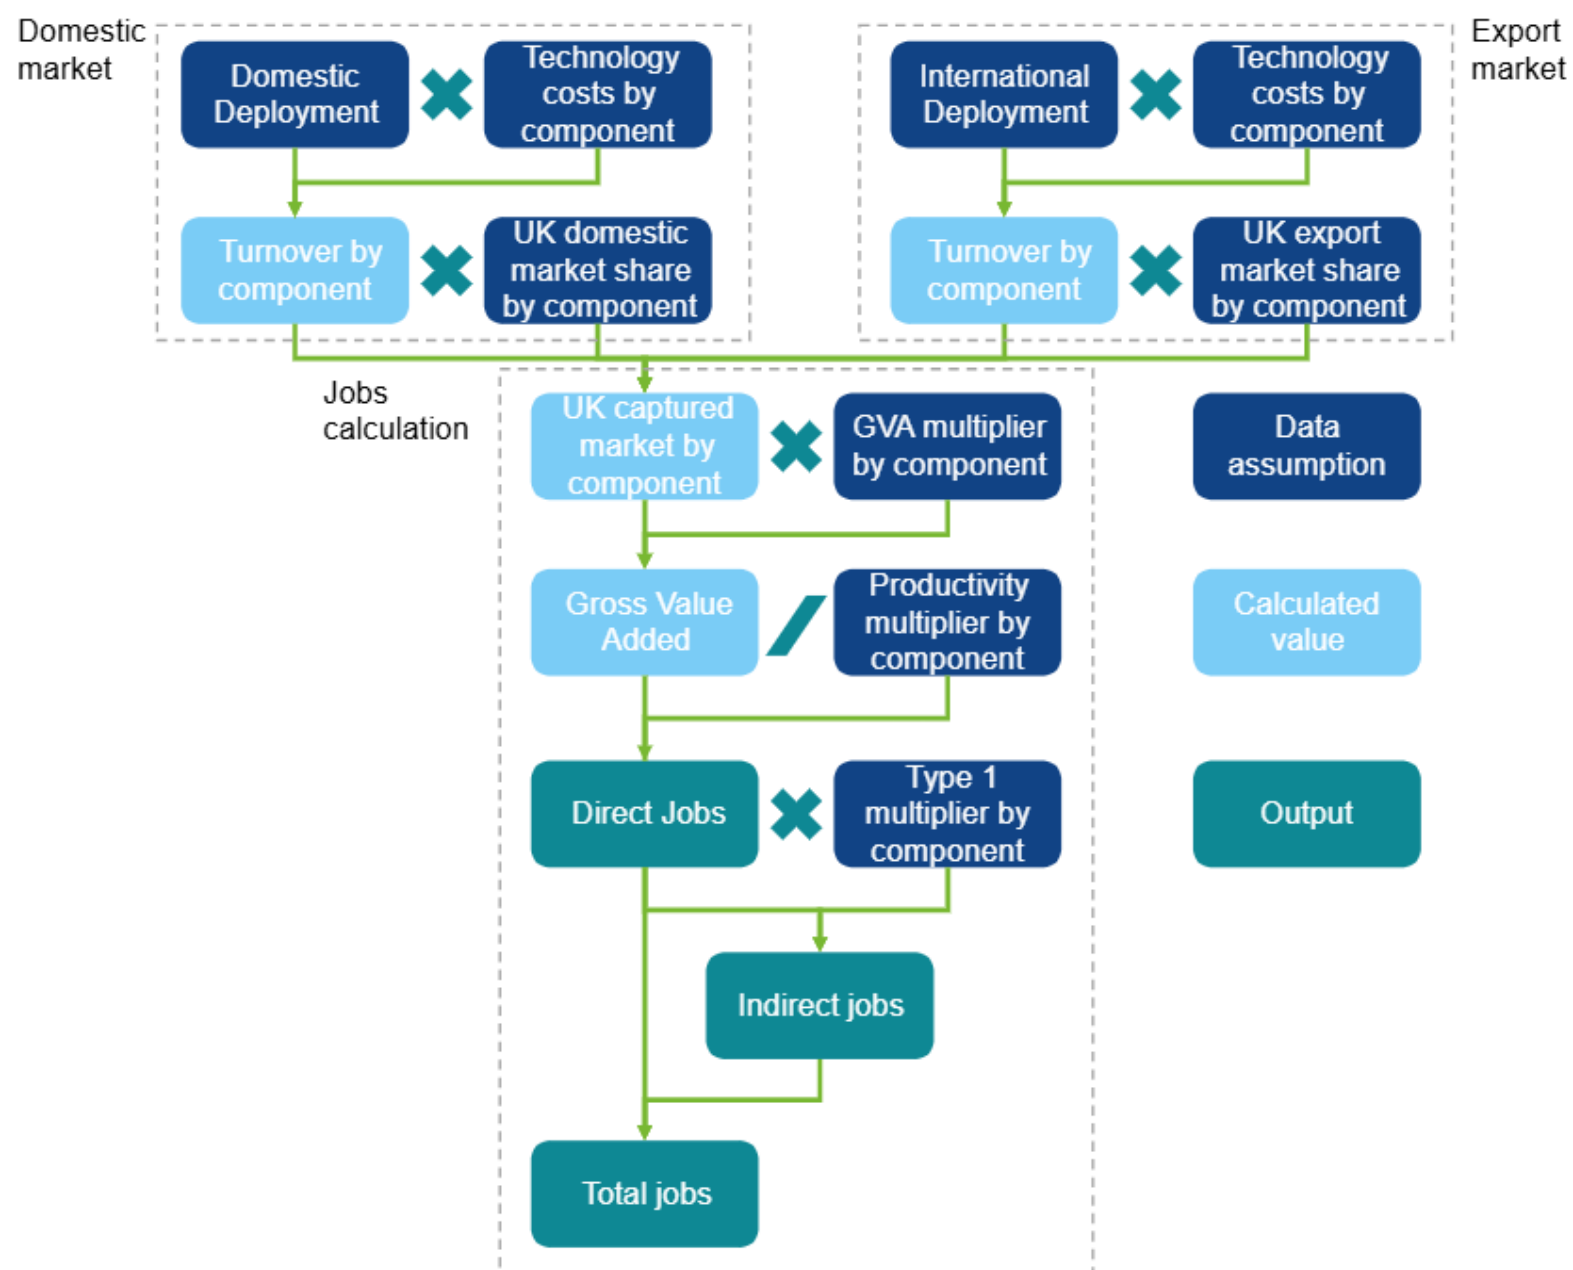 Domestic
market
Domestic
Deployment
Technology
costs by
component
International
Deployment
Technology
costs by
component
Export
market
Turnover by
component
UK domestic
market share
by component
Turnover by
component
UK export
market share
by component
Jobs
calculation
UK captured
market by
component
GVA multiplier
by component
Data
assumption
Gross Value
Added
Productivity
multiplier by
component
Calculated
value
Direct Jobs
Type 1
multiplier by
component
Output
Indirect jobs
Total jobs